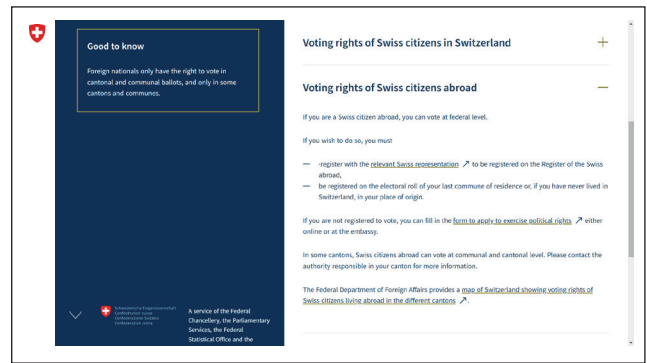 Good to know
Foreign nationals only have the right to vote in
cantonal and communal ballots, and only in some
cantons and communes.
Schweizerische Eidgenossenschaft
Confédération suisse
Confederazione Svizzera
Confederaziun svizra
A service of the Federal
Chancellery, the Parliamentary
Services, the Federal
Statistical Office and the
Voting rights of Swiss citizens in Switzerland
Voting rights of Swiss citizens abroad
If you are a Swiss citizen abroad, you can vote at federal level.
If you wish to do so, you must
— -register with the relevant Swiss representation ↗ to be registered on the Register of the Swiss
abroad,
— be registered on the electoral roll of your last commune of residence or, if you have never lived in
Switzerland, in your place of origin.
If you are not registered to vote, you can fill in the form to apply to exercise political rights ↗ either
online or at the embassy.
In some cantons, Swiss citizens abroad can vote at communal and cantonal level. Please contact the
authority responsible in your canton for more information.
The Federal Department of Foreign Affairs provides a map of Switzerland showing voting rights of
Swiss citizens living abroad in the different cantons ↗.